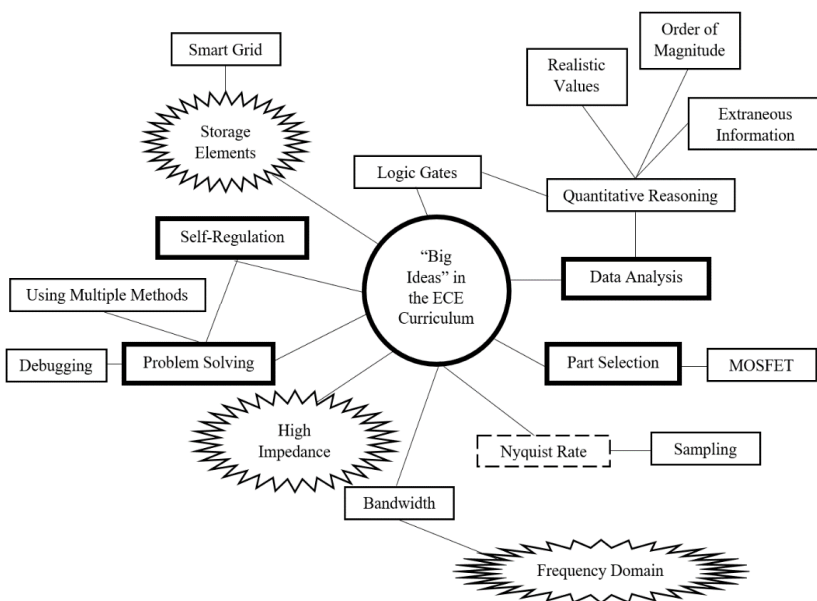 Smart Grid
Order of
Magnitude
Realistic
Values
Extraneous
Information
Storage
Elements
Logic Gates
Quantitative Reasoning
Self-Regulation
“Big
Ideas” in
the ECE
Curriculum
Data Analysis
Using Multiple Methods
Debugging
Problem Solving
Part Selection
MOSFET
High
Impedance
Nyquist Rate
Sampling
Bandwidth
Frequency Domain